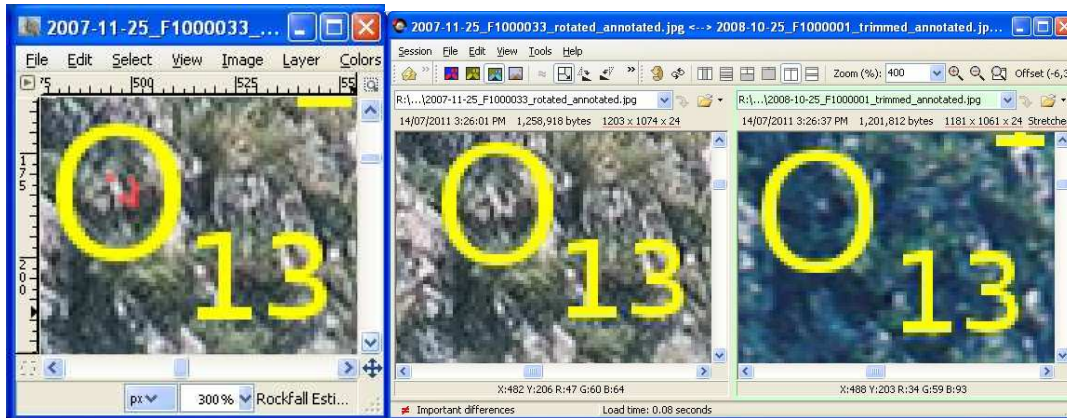 2007-11-25_F1000033_...
File Edit Select View Image Layer Colors
500 525 55
175
200
13
px 300% Rockfall Esti...
2007-11-25_F1000033_rotated_annotated.jpg <--> 2008-10-25_F1000001_trimmed_annotated.jp...
Session File Edit View Tools Help
Zoom (%): 400 Offset (-6,3
R:\...\2007-11-25_F1000033_rotated_annotated.jpg
R:\...\2008-10-25_F1000001_trimmed_annotated.jpg
14/07/2011 3:26:01 PM 1,258,918 bytes 1203 x 1074 x 24
14/07/2011 3:26:37 PM 1,201,812 bytes 1181 x 1061 x 24 Stretche
13
13
X:482 Y:206 R:47 G:60 B:64
X:488 Y:203 R:34 G:59 B:93
Important differences Load time: 0.08 seconds